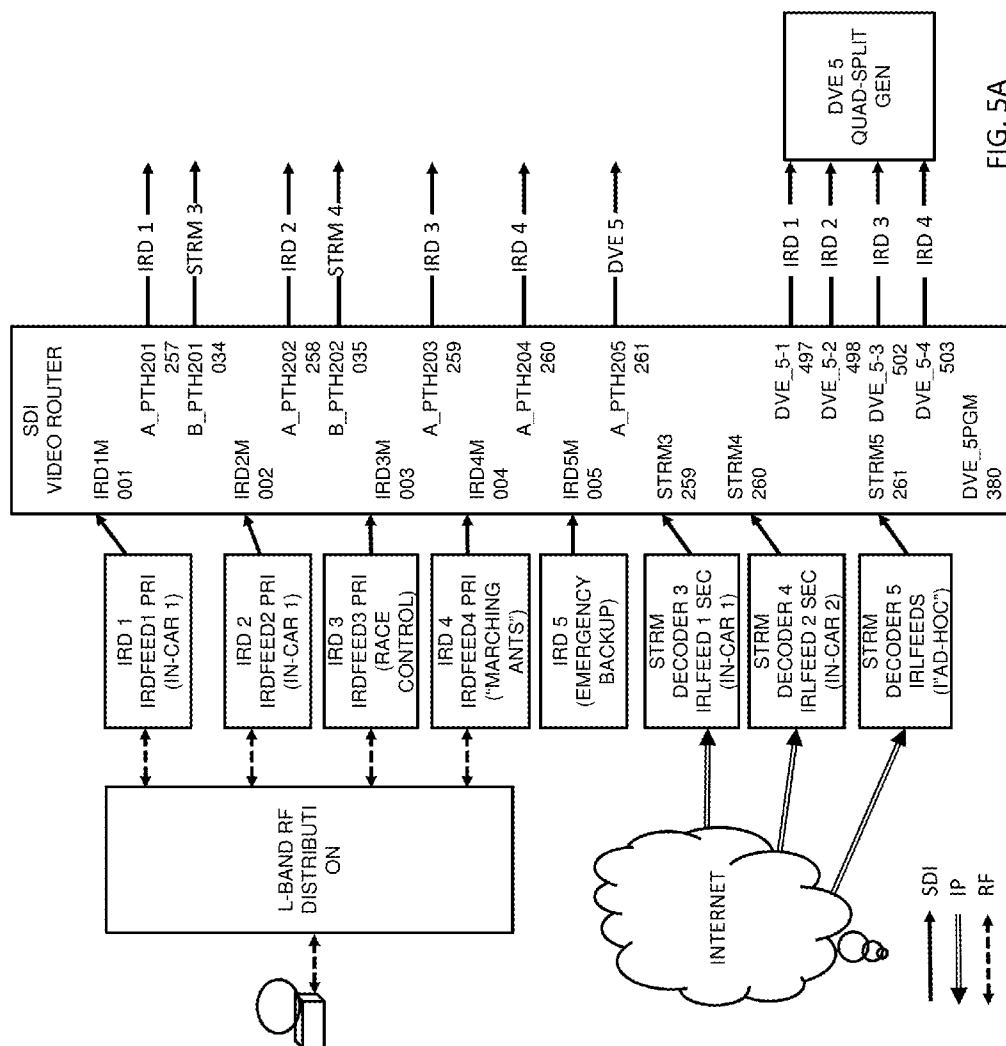 L-BAND RF
DISTRIBUTI
ON
INTERNET
SDI
IP
RF
IRD 1
IRDFEED1 PRI
(IN-CAR 1)
IRD 2
IRDFEED2 PRI
(IN-CAR 1)
IRD 3
IRDFEED3 PRI
(RACE
CONTROL)
IRD 4
IRDFEED4 PRI
("MARCHING
ANTS")
IRD 5
(EMERGENCY
BACKUP)
STRM
DECODER 3
IRLFEED 1 SEC
(IN-CAR 1)
STRM
DECODER 4
IRLFEED 2 SEC
(IN-CAR 2)
STRM
DECODER 5
IRLFEEDS
(I"AD-HOC")
SDI
VIDEO ROUTER
IRD1M
001
IRD2M
002
IRD3M
003
IRD4M
004
IRD5M
005
STRM3
259
STRM4
260
STRM5
261
DVE_5PGM
380
A_PTH201
257
B_PTH201
034
A_PTH202
258
B_PTH202
035
A_PTH203
259
A_PTH204
260
A_PTH205
261
DVE_5-1
497
DVE_5-2
498
DVE_5-3
502
DVE_5-4
503
IRD 1
STRM 3
IRD 2
STRM 4
IRD 3
IRD 4
DVE 5
IRD 1
IRD 2
IRD 3
IRD 4
DVE 5
QUAD-SPLIT
GEN
FIG. 5A